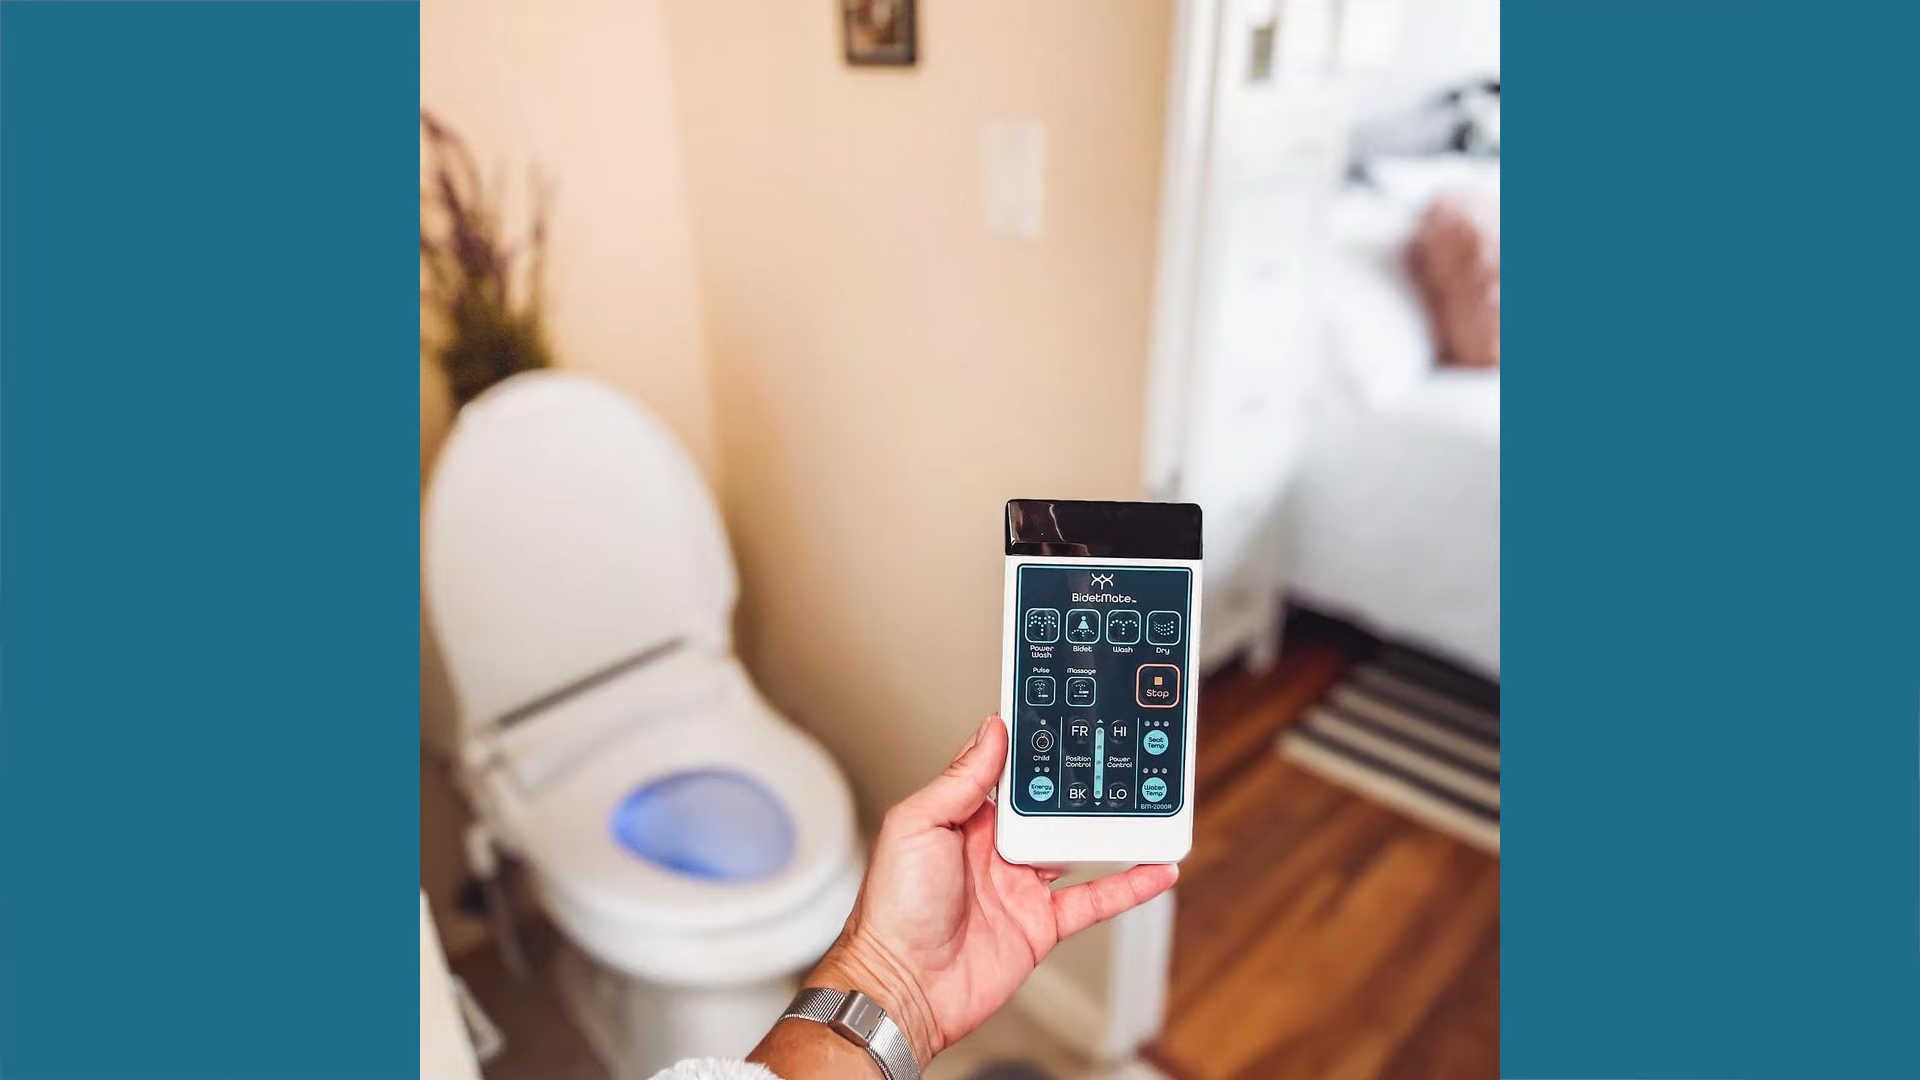 BidetMate™
Power Wash
Bidet
Wash
Dry
Pulse
Massage
Stop
Child
FR
HI
Position Control
Power Control
Seat Temp
Energy Saver
BK
LO
Water Temp
BM-2000R